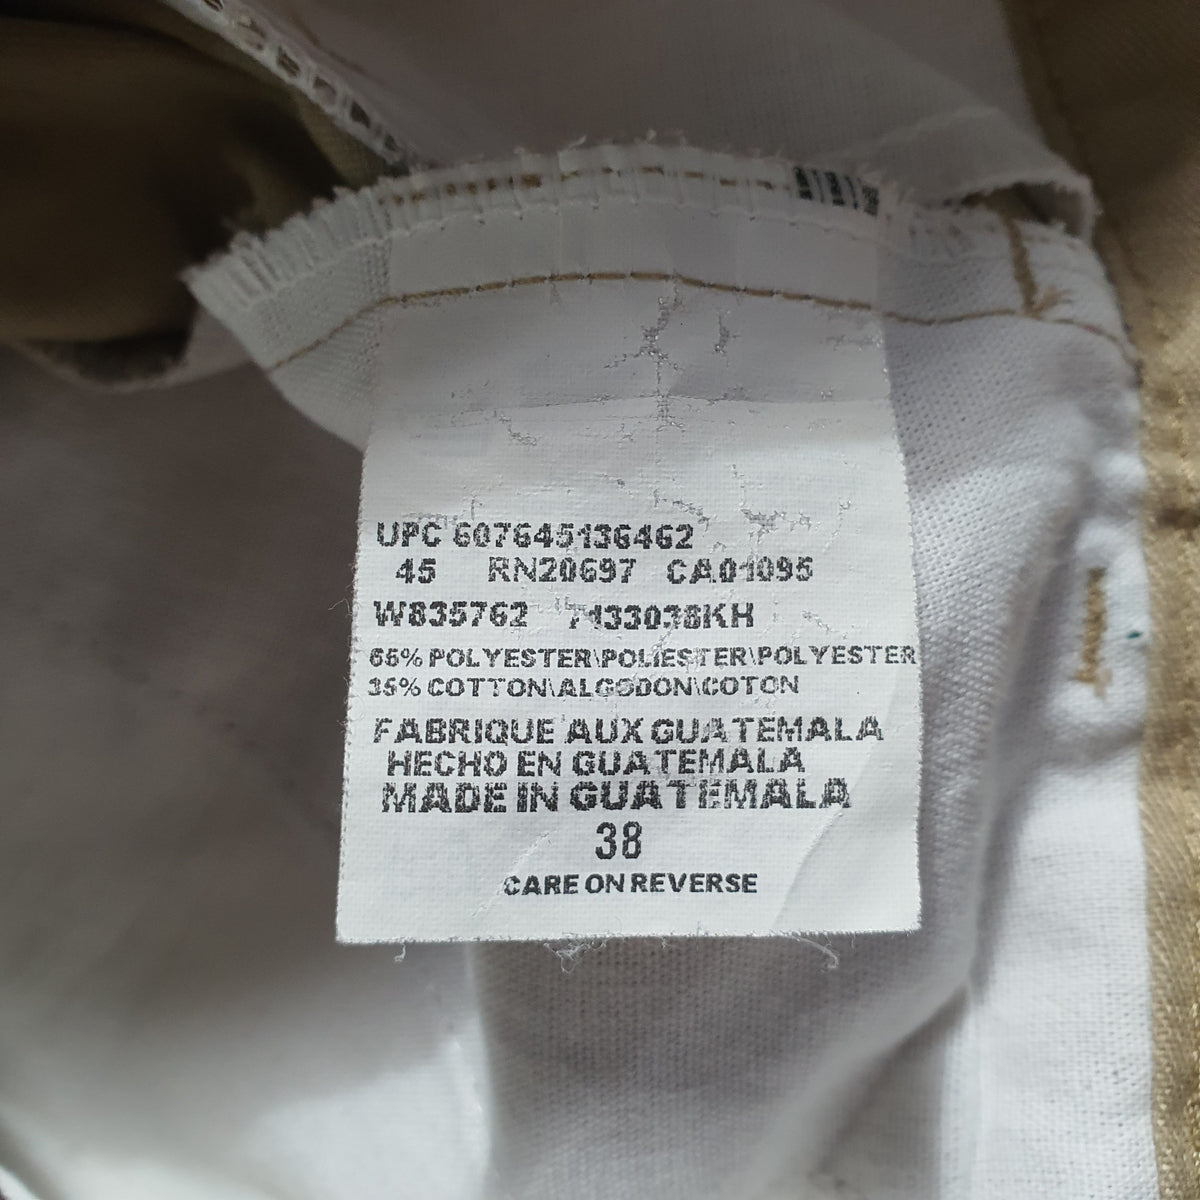 UPC 607645136462
45 RN20697 CA01095
W835762 7133038KH
65% POLYESTER\POLIESTER\POLYESTER
35% COTTON\ALGODON\COTON
FABRIQUE AUX GUATEMALA
HECHO EN GUATEMALA
MADE IN GUATEMALA
38
CARE ON REVERSE